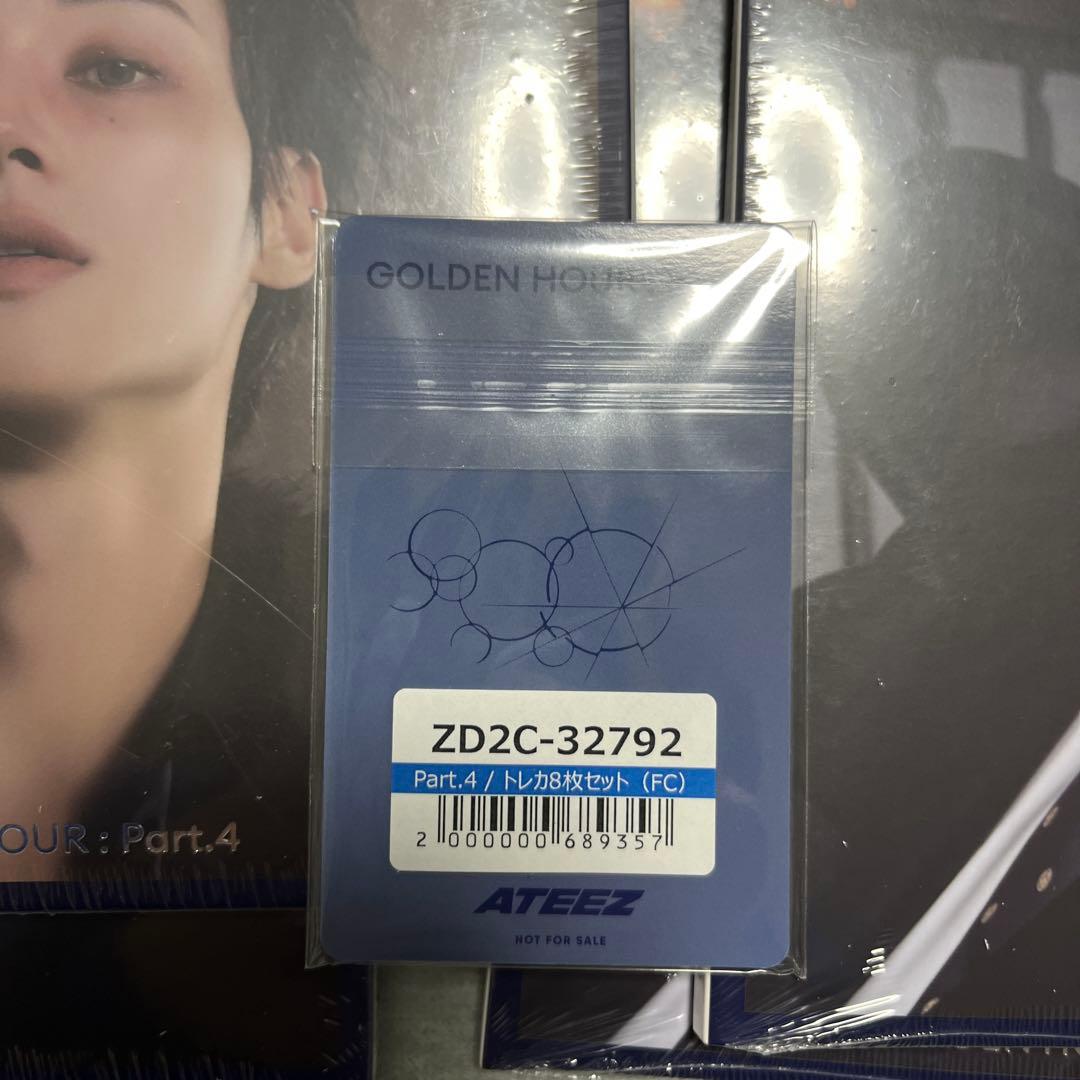 GOLDEN HOUR
ZD2C-32792
Part.4 / トレカ8枚セット（FC）
2 000000 689357
OUR : Part.4
ATEEZ
NOT FOR SALE